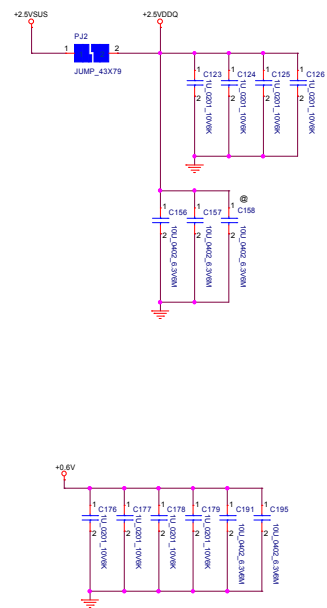 +2.5VSUS
+2.5VDDQ
PJ2
1
2
JUMP_43X79
1
C123
2
1U_0201_10V6K
1
C124
2
1U_0201_10V6K
1
C125
2
1U_0201_10V6K
1
C126
2
1U_0201_10V6K
@
1
C156
2
10U_0402_6.3V6M
1
C157
2
10U_0402_6.3V6M
1
C158
2
10U_0402_6.3V6M
+0.6V
1
C176
2
1U_0201_10V6K
1
C177
2
1U_0201_10V6K
1
C178
2
1U_0201_10V6K
1
C179
2
1U_0201_10V6K
1
C191
2
10U_0402_6.3V6M
1
C195
2
10U_0402_6.3V6M